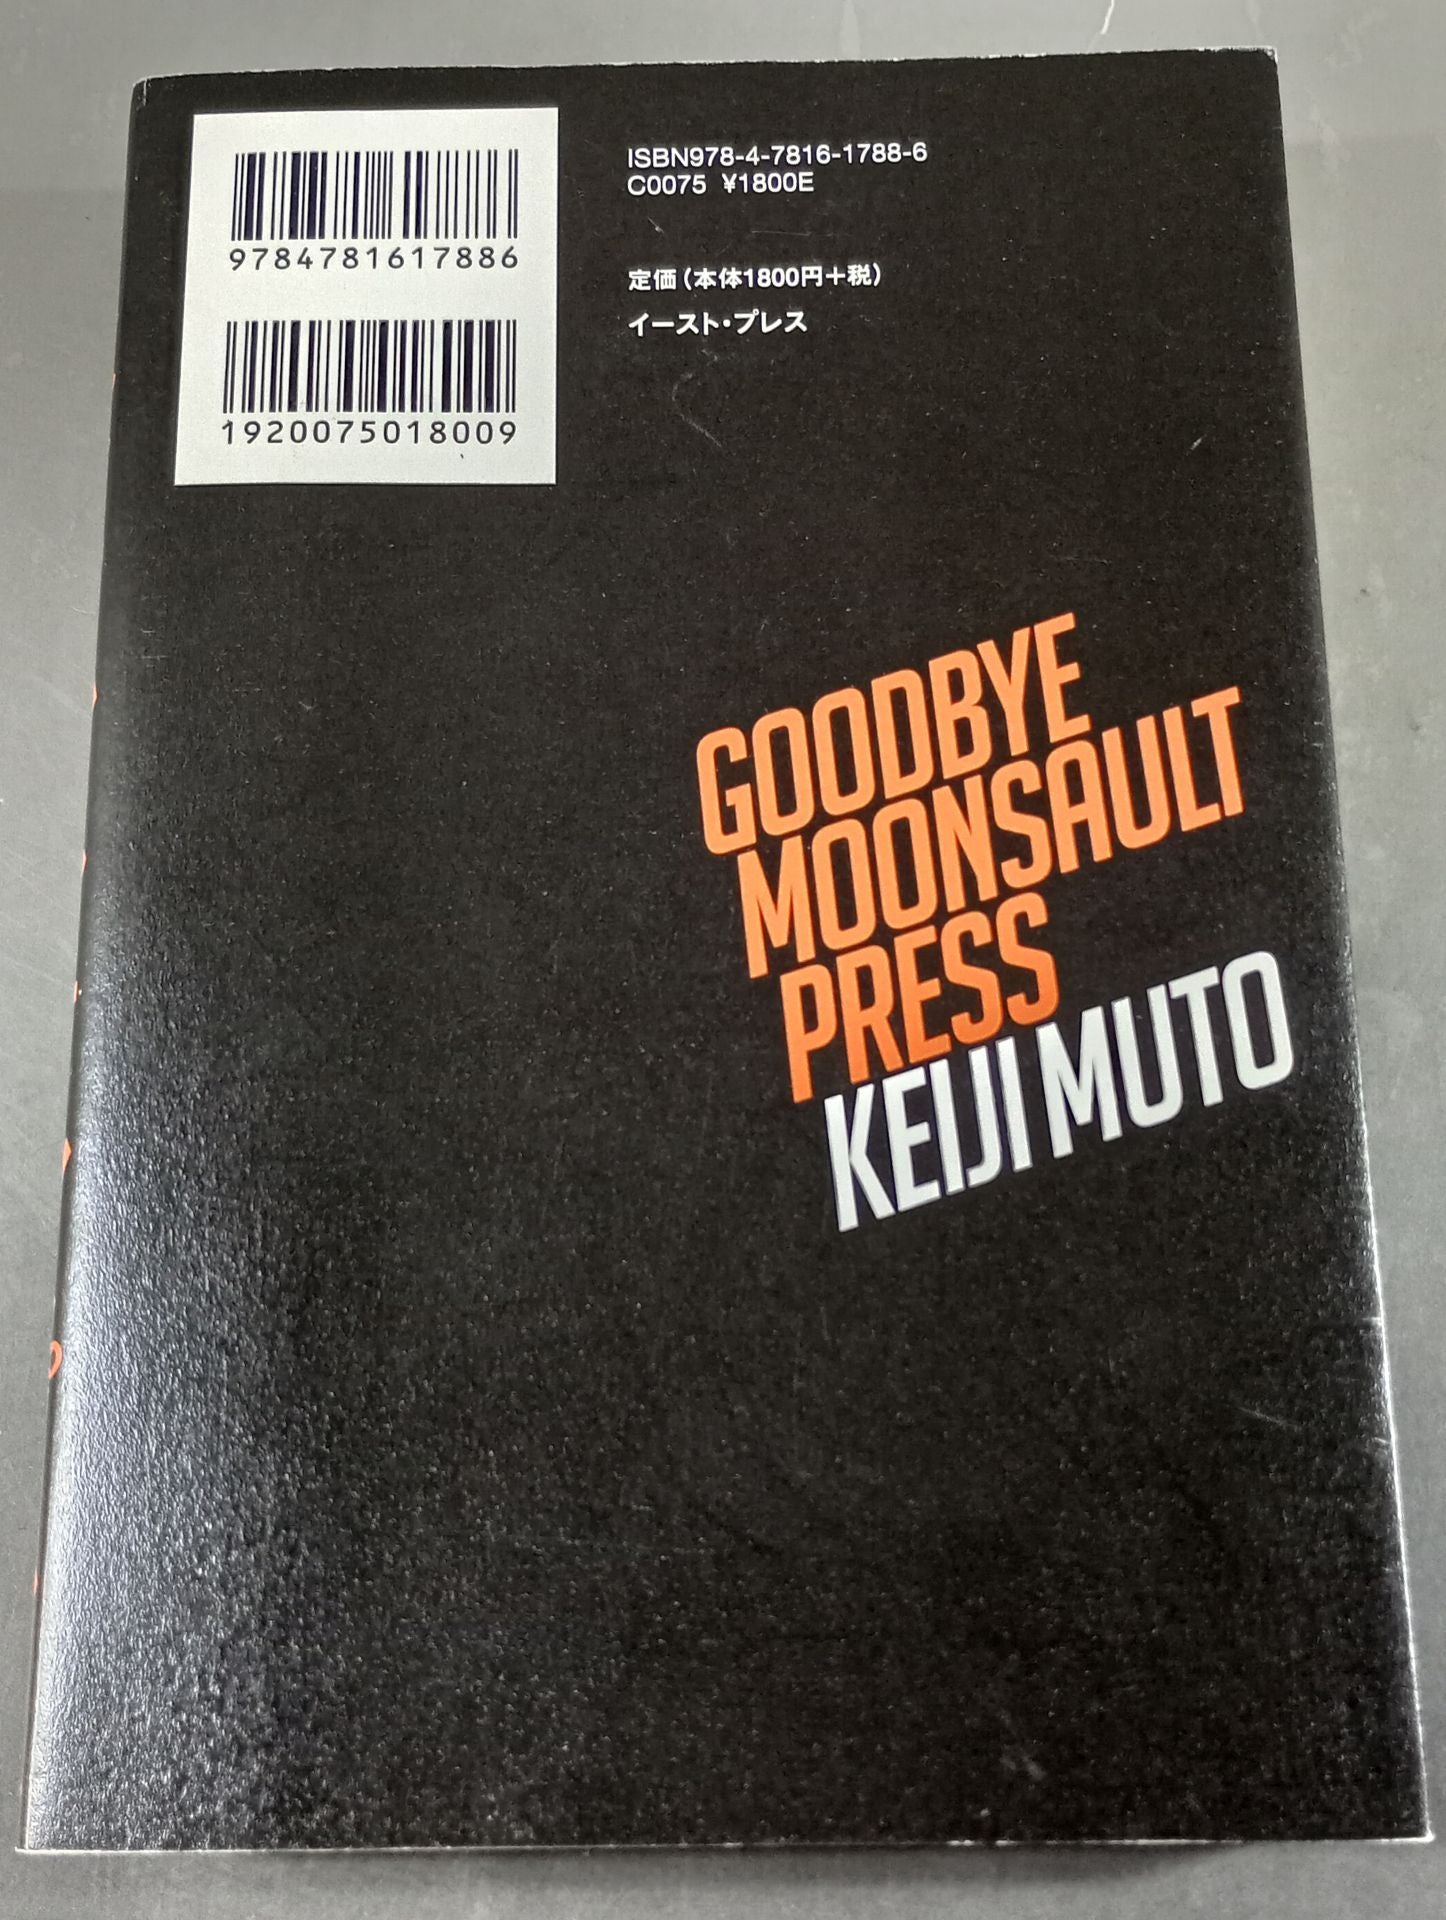 ISBN978-4-7816-1788-6
C0075 ¥1800E
9784781617886
定価(本体1800円+税)
イースト・プレス
1920075018009
GOODBYE
MOONSAULT
PRESS
KEIJI MUTO